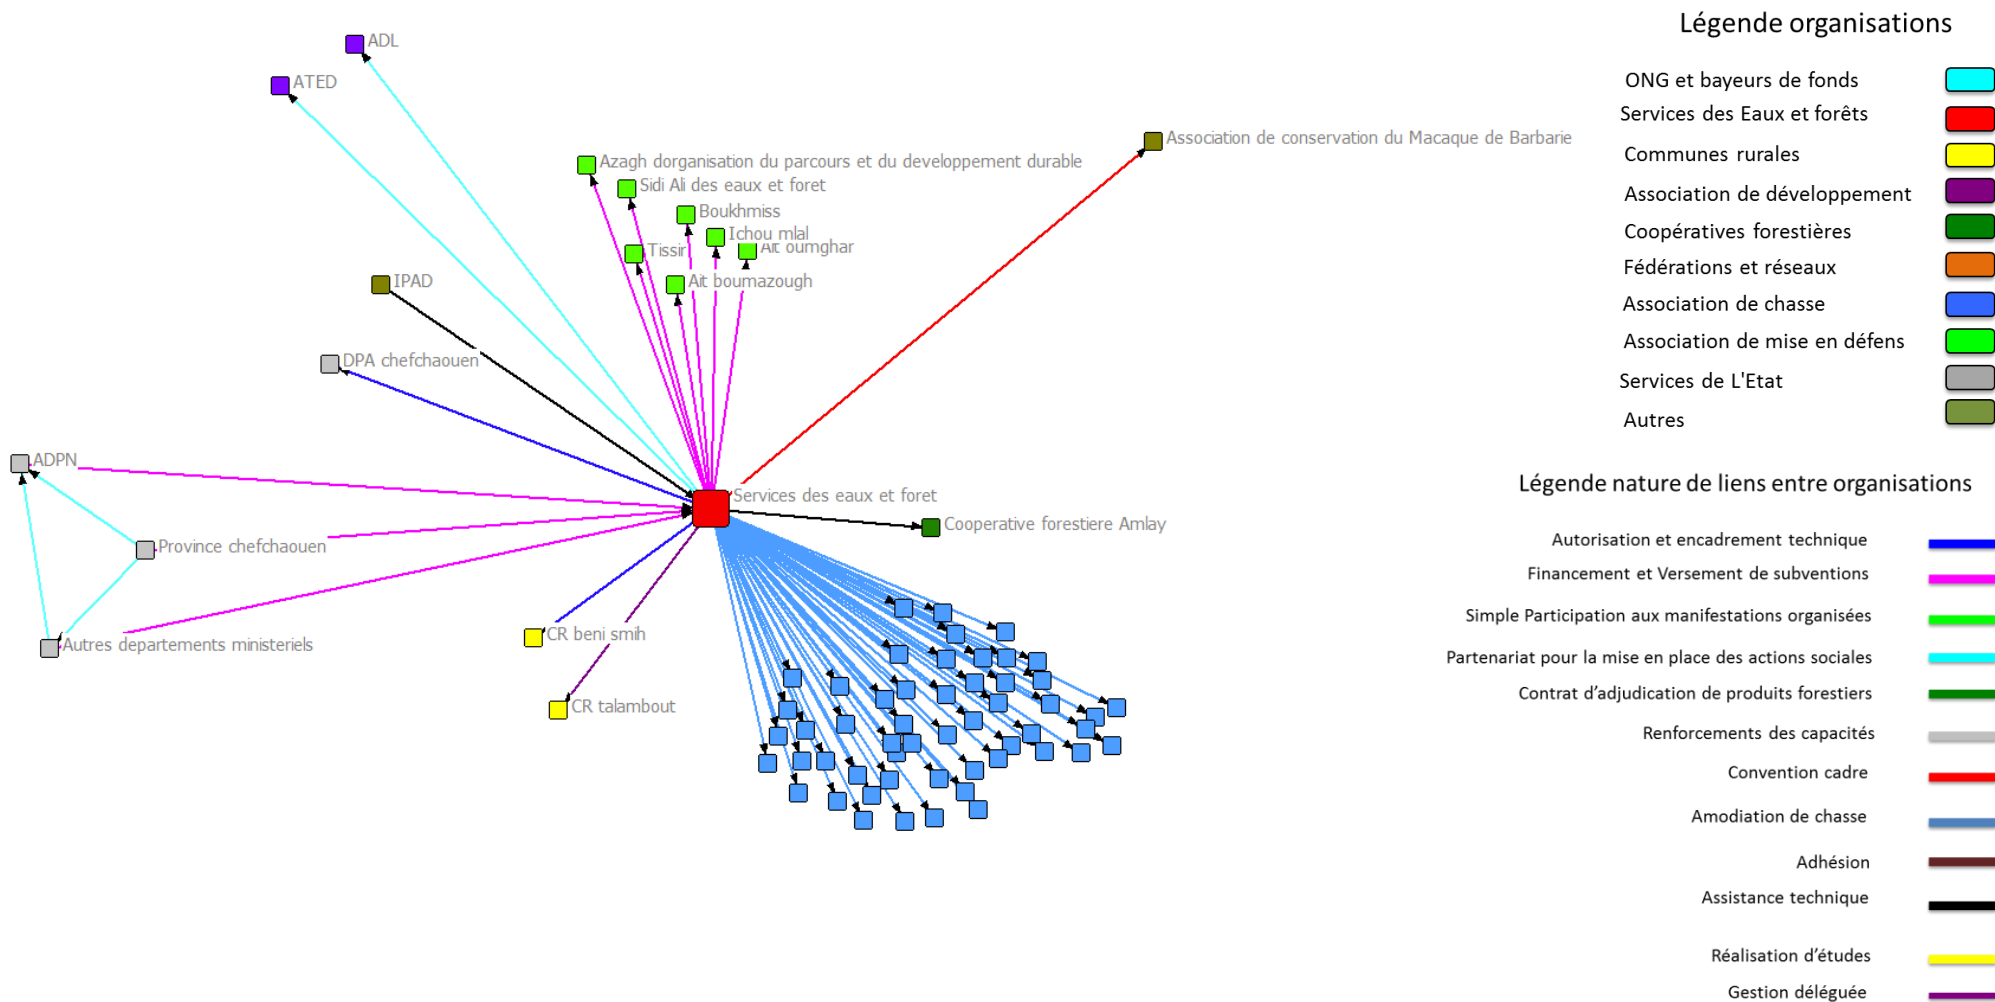 ADL
ATED
Azagh dorganisation du parcours et du developpement durable
Sidi Ali des eaux et foret
Boukhmiss
Ichou mlal
Ait oumghar
Tissir
Ait boumazough
Association de conservation du Macaque de Barbarie
IPAD
DPA chefchaouen
ADPN
Services des eaux et foret
Cooperative forestiere Amlay
Province chefchaouen
Autres departements ministeriels
CR beni smih
CR talambout
Légende organisations
ONG et bayeurs de fonds
Services des Eaux et forêts
Communes rurales
Association de développement
Coopératives forestières
Fédérations et réseaux
Association de chasse
Association de mise en défens
Services de L'Etat
Autres
Légende nature de liens entre organisations
Autorisation et encadrement technique
Financement et Versement de subventions
Simple Participation aux manifestations organisées
Partenariat pour la mise en place des actions sociales
Contrat d’adjudication de produits forestiers
Renforcements des capacités
Convention cadre
Amodiation de chasse
Adhésion
Assistance technique
Réalisation d’études
Gestion déléguée